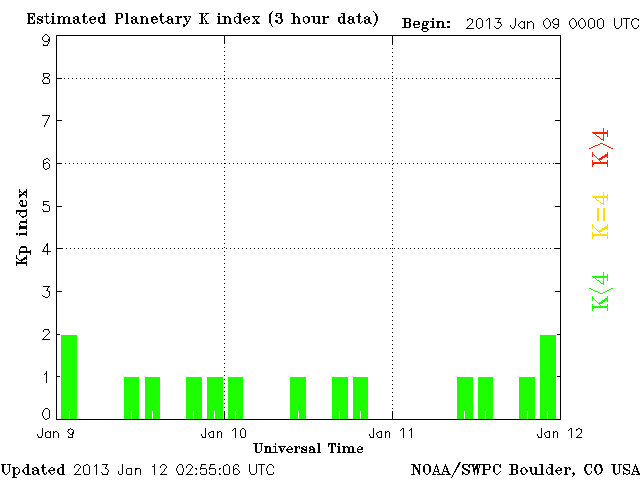 Estimated Planetary K index (3 hour data) Begin: 2013 Jan 09 0000 UTC
9
8
7
6
5
4
3
2
1
0
Kp index
K>4
K=4
K<4
Jan 9 Jan 10 Jan 11 Jan 12
Universal Time
Updated 2013 Jan 12 02:55:06 UTC NOAA/SWPC Boulder, CO USA